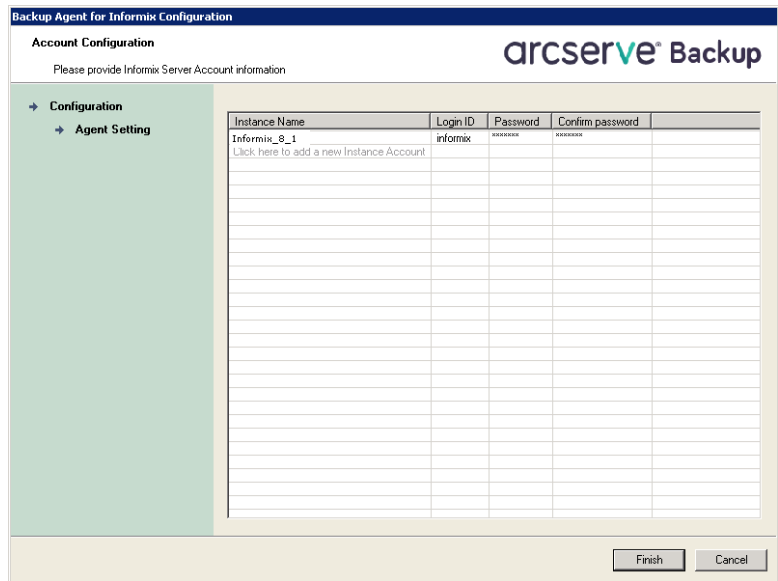 Backup Agent for Informix Configuration
Account Configuration
Please provide Informix Server Account information
arcserve® Backup
Configuration
Agent Setting
Instance Name Login ID Password Confirm password
Informix_8_1 informix ******* *******
Click here to add a new Instance Account
Finish Cancel